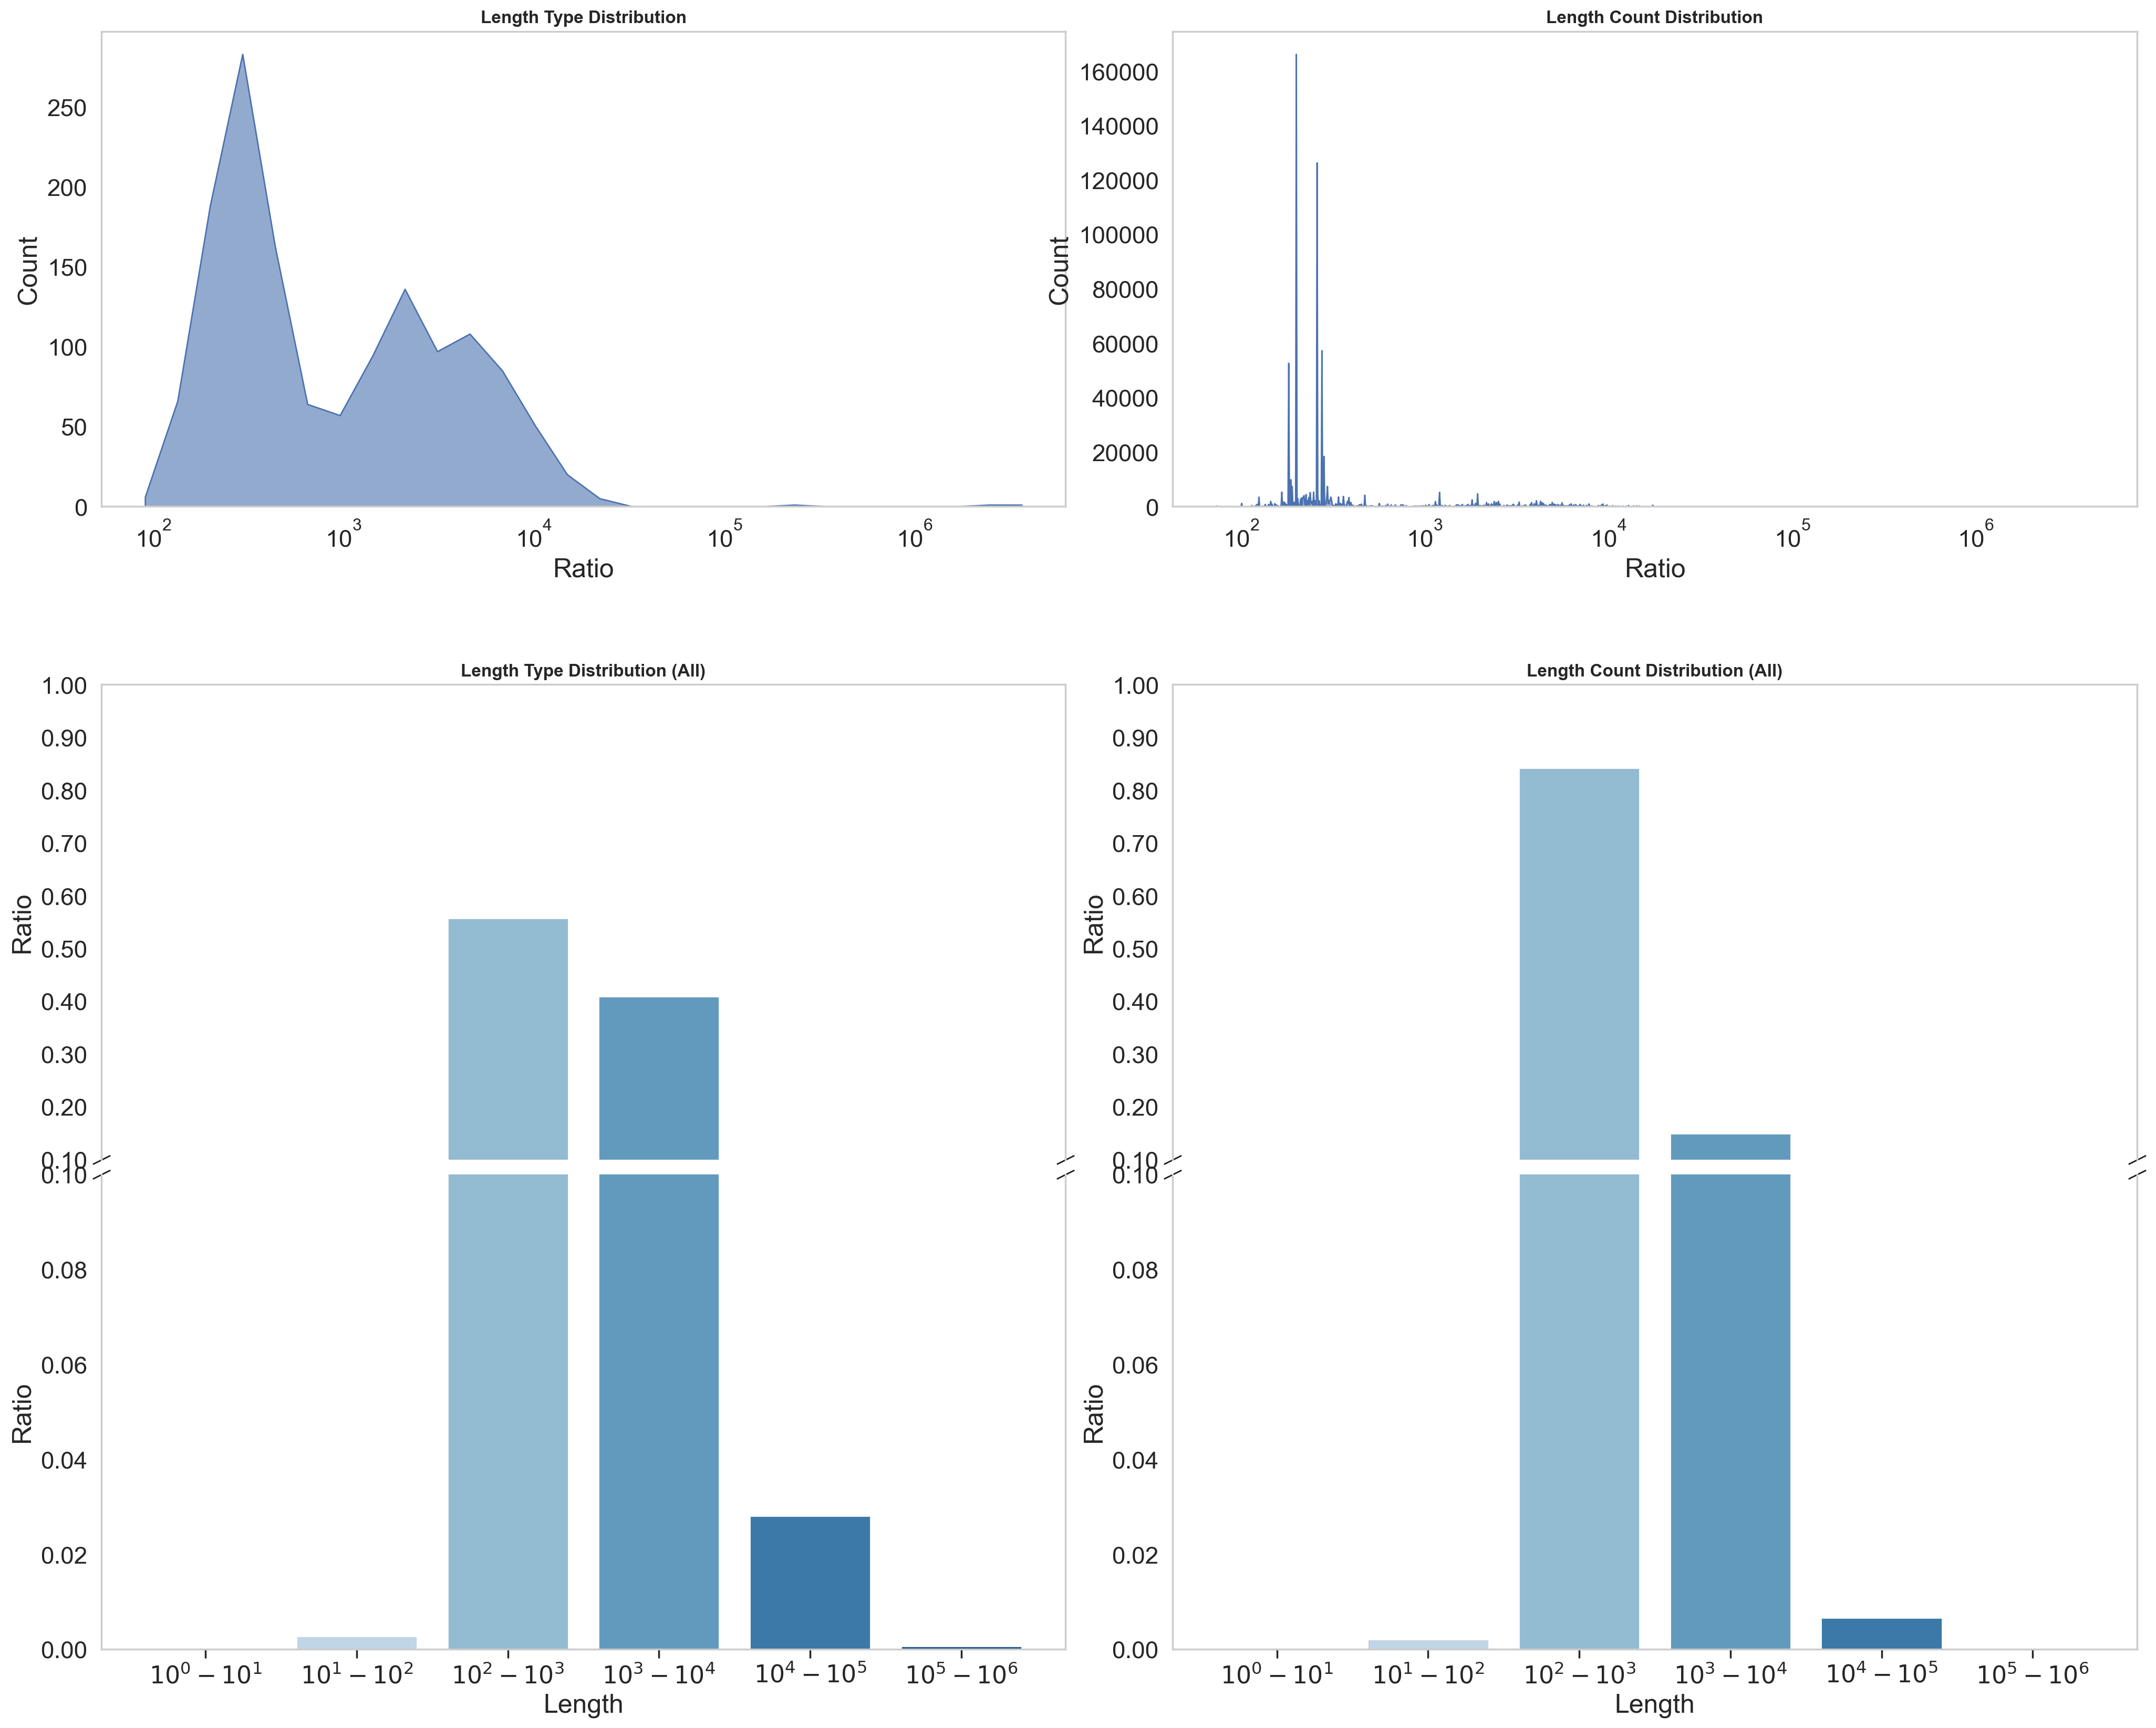 Length Type Distribution
250
200
150
100
50
0
Count
10^2
10^3
10^4
10^5
10^6
Ratio
Length Count Distribution
160000
140000
120000
100000
80000
60000
40000
20000
0
Count
10^2
10^3
10^4
10^5
10^6
Ratio
Length Type Distribution (All)
1.00
0.90
0.80
0.70
0.60
0.50
0.40
0.30
0.20
0.10
Ratio
0.10
0.08
0.06
0.04
0.02
0.00
Ratio
10^0 − 10^1
10^1 − 10^2
10^2 − 10^3
10^3 − 10^4
10^4 − 10^5
10^5 − 10^6
Length
Length Count Distribution (All)
1.00
0.90
0.80
0.70
0.60
0.50
0.40
0.30
0.20
0.10
Ratio
0.10
0.08
0.06
0.04
0.02
0.00
Ratio
10^0 − 10^1
10^1 − 10^2
10^2 − 10^3
10^3 − 10^4
10^4 − 10^5
10^5 − 10^6
Length